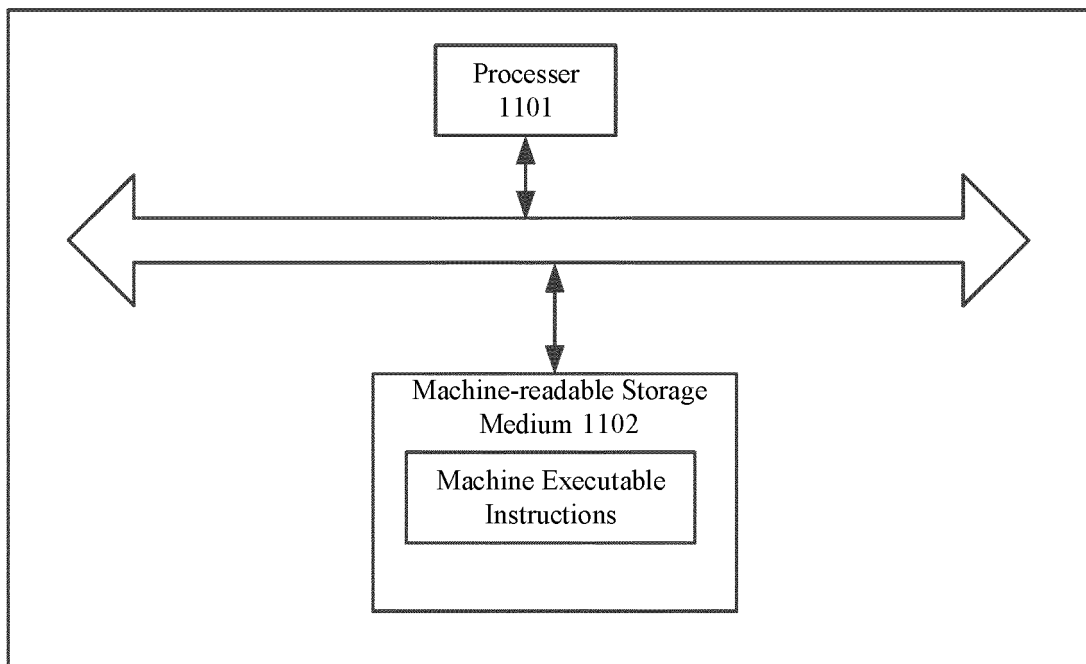 Processer
1101
Machine-readable Storage
Medium 1102
Machine Executable
Instructions